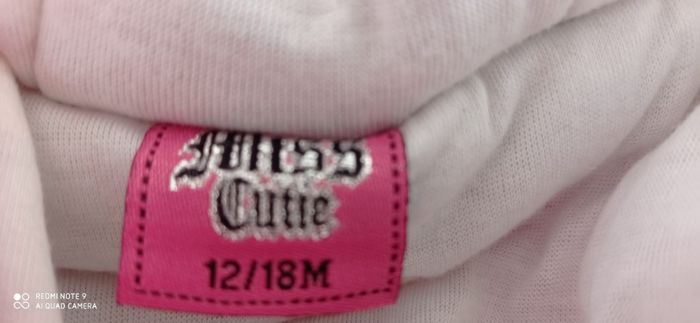 Miss
Cutie
12/18M
REDMI NOTE 9
AI QUAD CAMERA